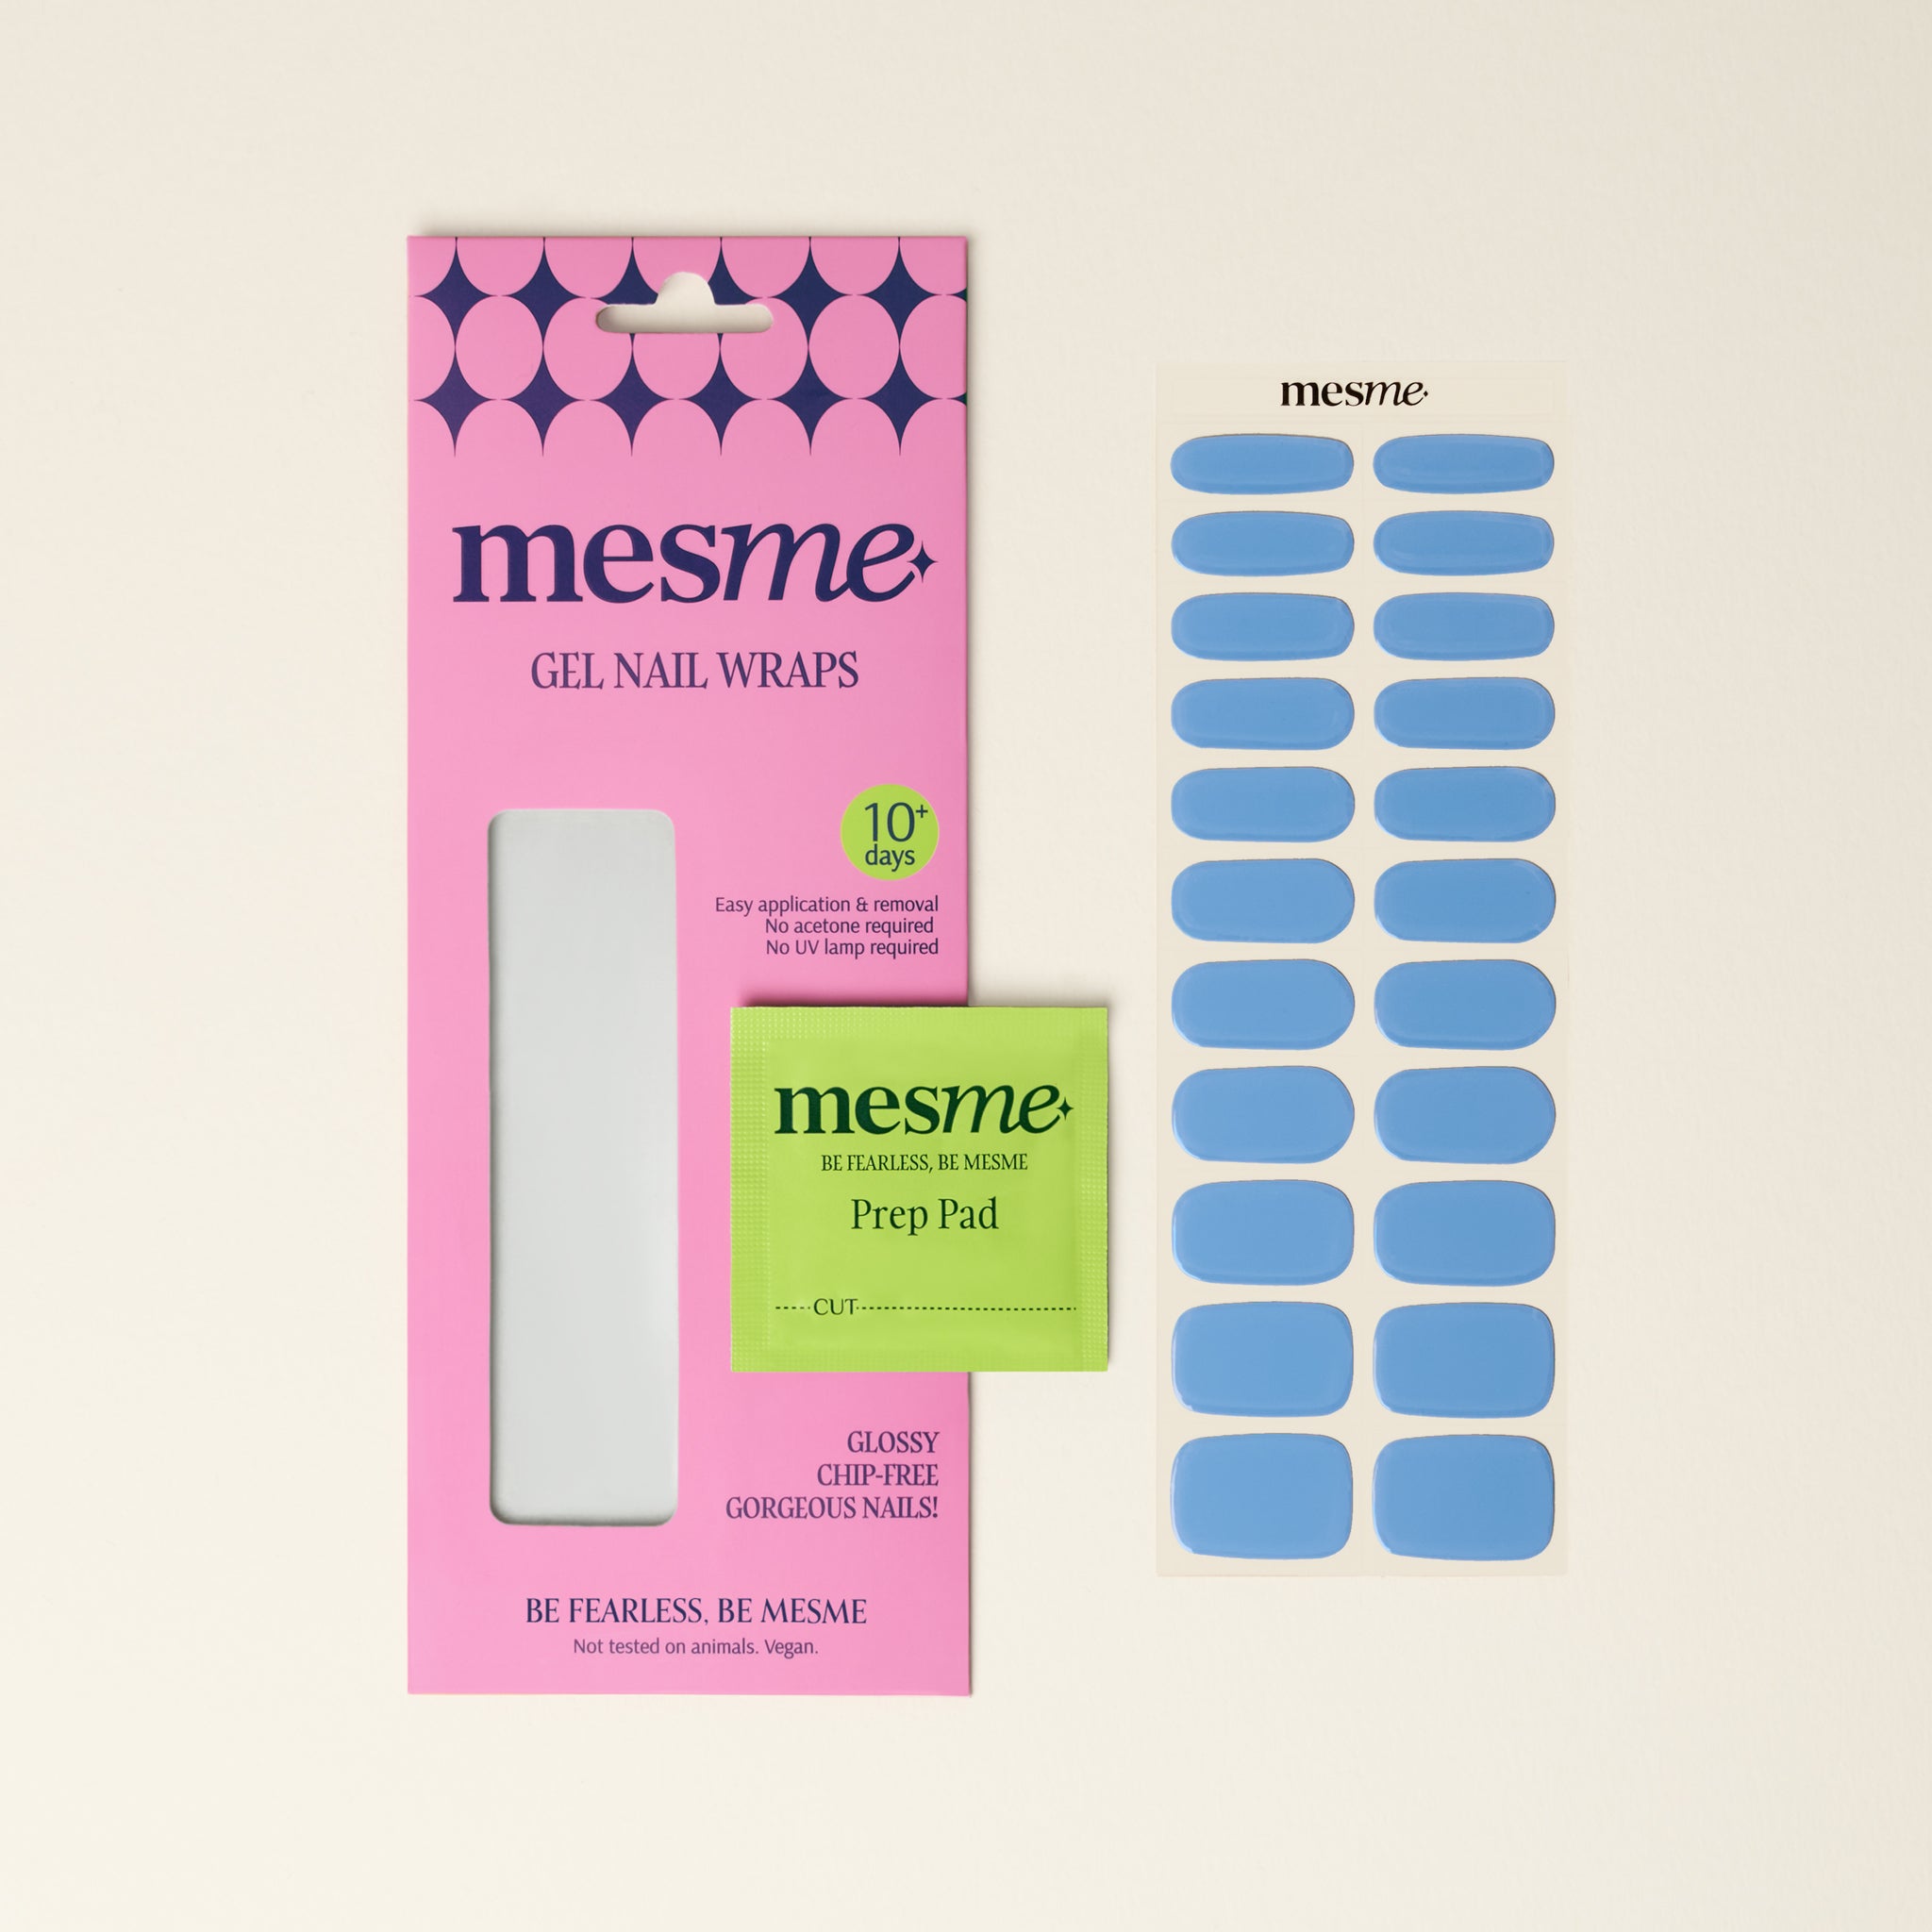 mesme
GEL NAIL WRAPS
10+
days
Easy application & removal
No acetone required
No UV lamp required
mesme
BE FEARLESS, BE MESME
Prep Pad
CUT
GLOSSY
CHIP-FREE
GORGEOUS NAILS!
BE FEARLESS, BE MESME
Not tested on animals. Vegan.
mesme